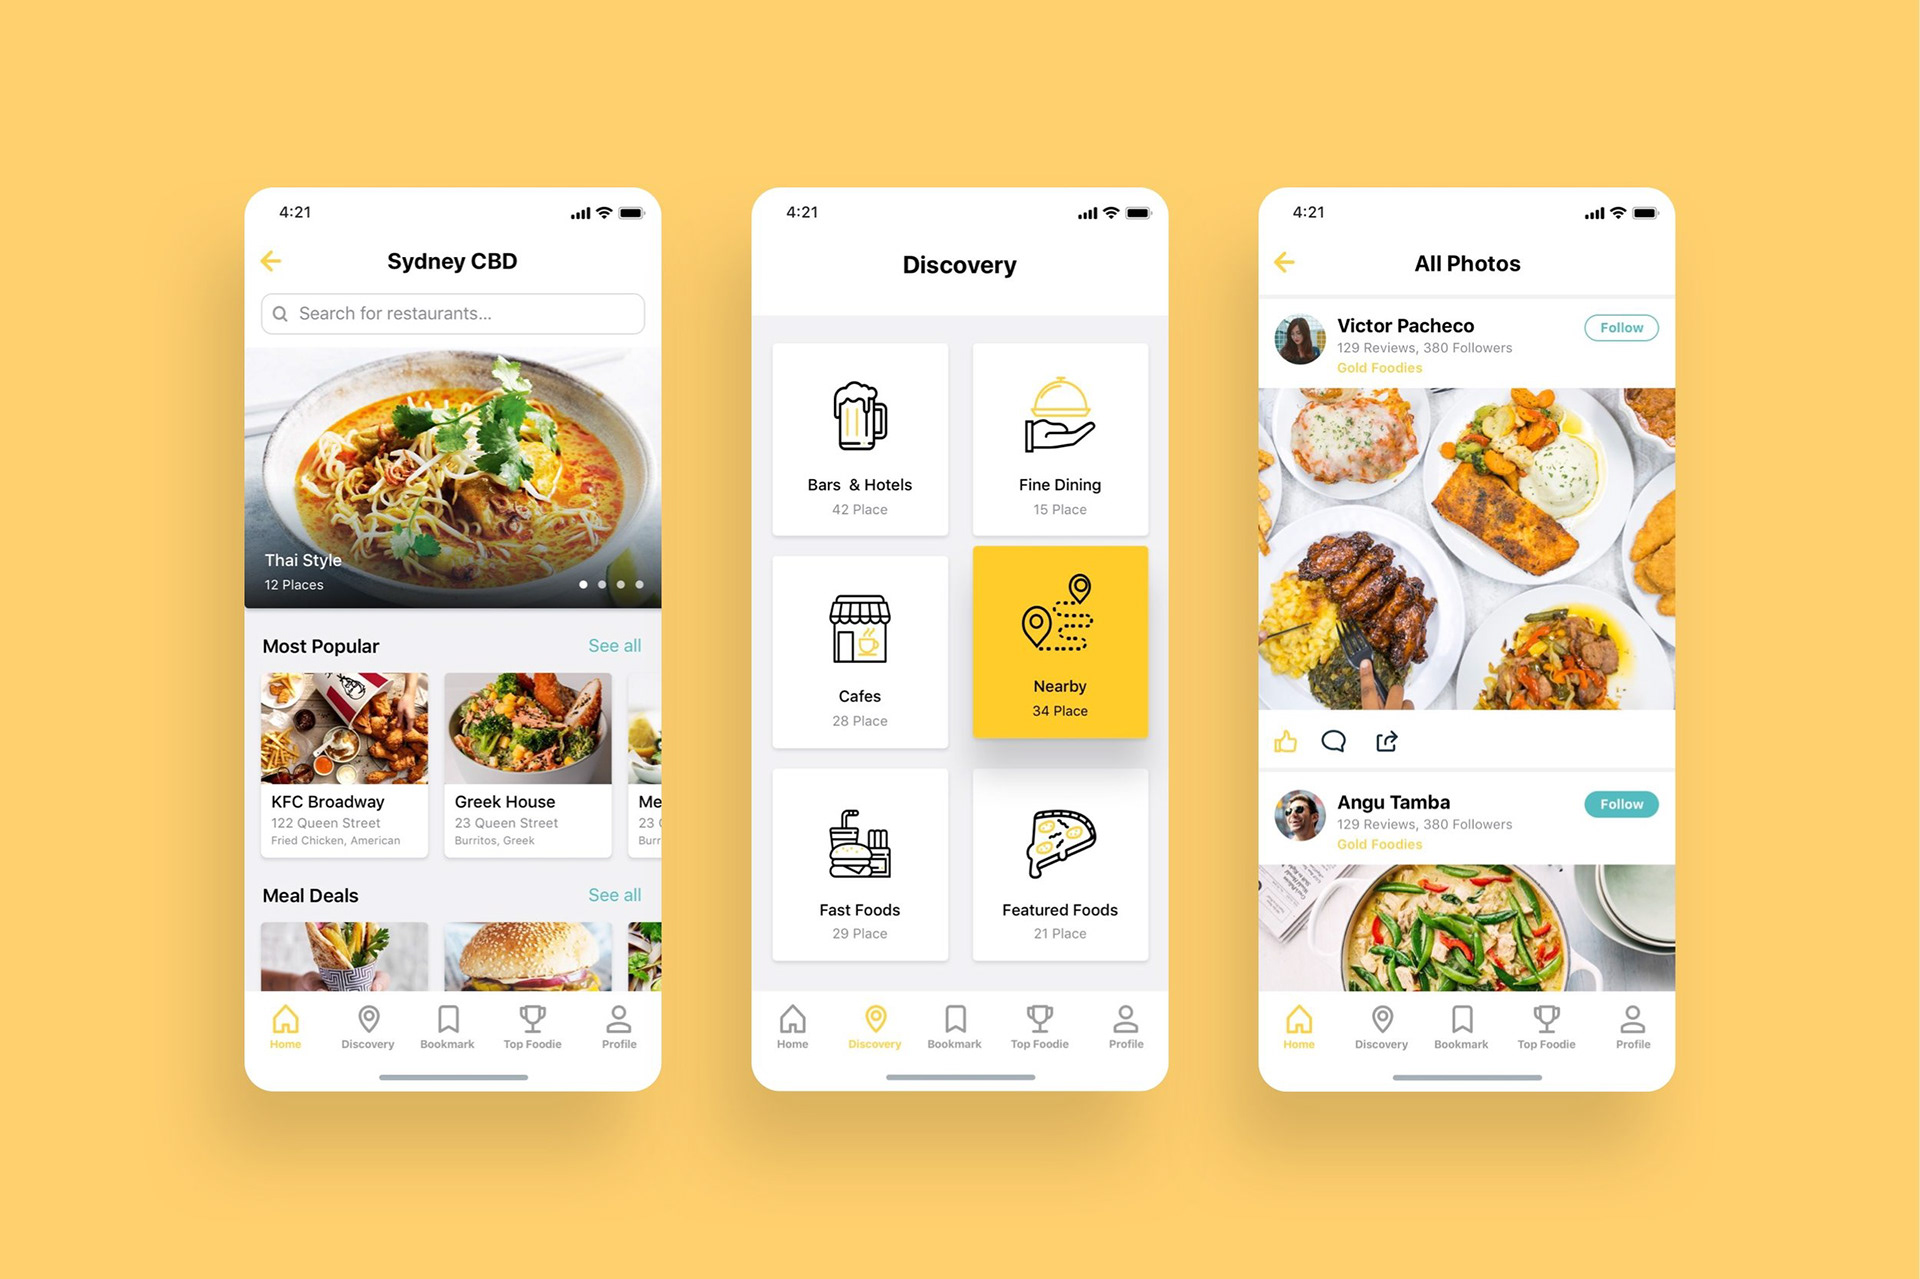 4:21
Sydney CBD
Search for restaurants...
Thai Style
12 Places
Most Popular
See all
KFC Broadway
122 Queen Street
Fried Chicken, American
Greek House
23 Queen Street
Burritos, Greek
Me
23
Burr
Meal Deals
See all
Home
Discovery
Bookmark
Top Foodie
Profile
4:21
Discovery
Bars & Hotels
42 Place
Fine Dining
15 Place
Cafes
28 Place
Nearby
34 Place
Fast Foods
29 Place
Featured Foods
21 Place
Home
Discovery
Bookmark
Top Foodie
Profile
4:21
All Photos
Victor Pacheco
129 Reviews, 380 Followers
Gold Foodies
Follow
Angu Tamba
129 Reviews, 380 Followers
Gold Foodies
Follow
Home
Discovery
Bookmark
Top Foodie
Profile